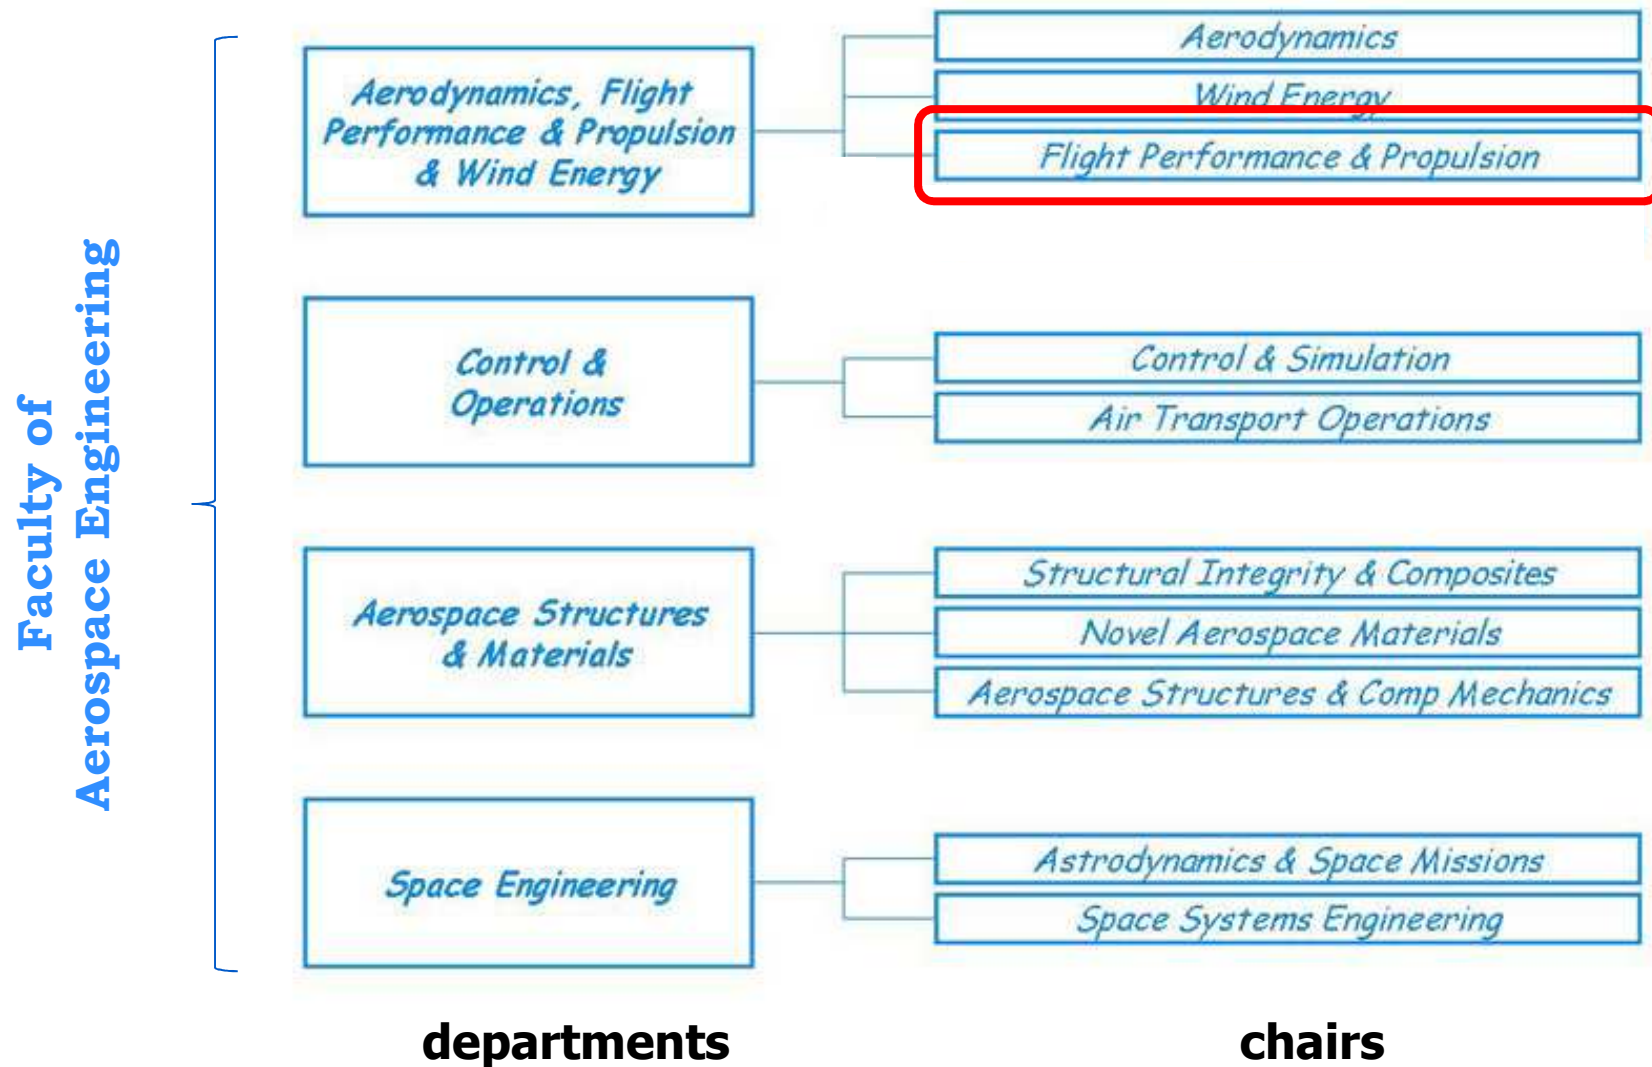 Faculty of
Aerospace Engineering
Aerodynamics, Flight
Performance & Propulsion
& Wind Energy
Aerodynamics
Wind Energy
Flight Performance & Propulsion
Control &
Operations
Control & Simulation
Air Transport Operations
Aerospace Structures
& Materials
Structural Integrity & Composites
Novel Aerospace Materials
Aerospace Structures & Comp Mechanics
Space Engineering
Astrodynamics & Space Missions
Space Systems Engineering
departments
chairs